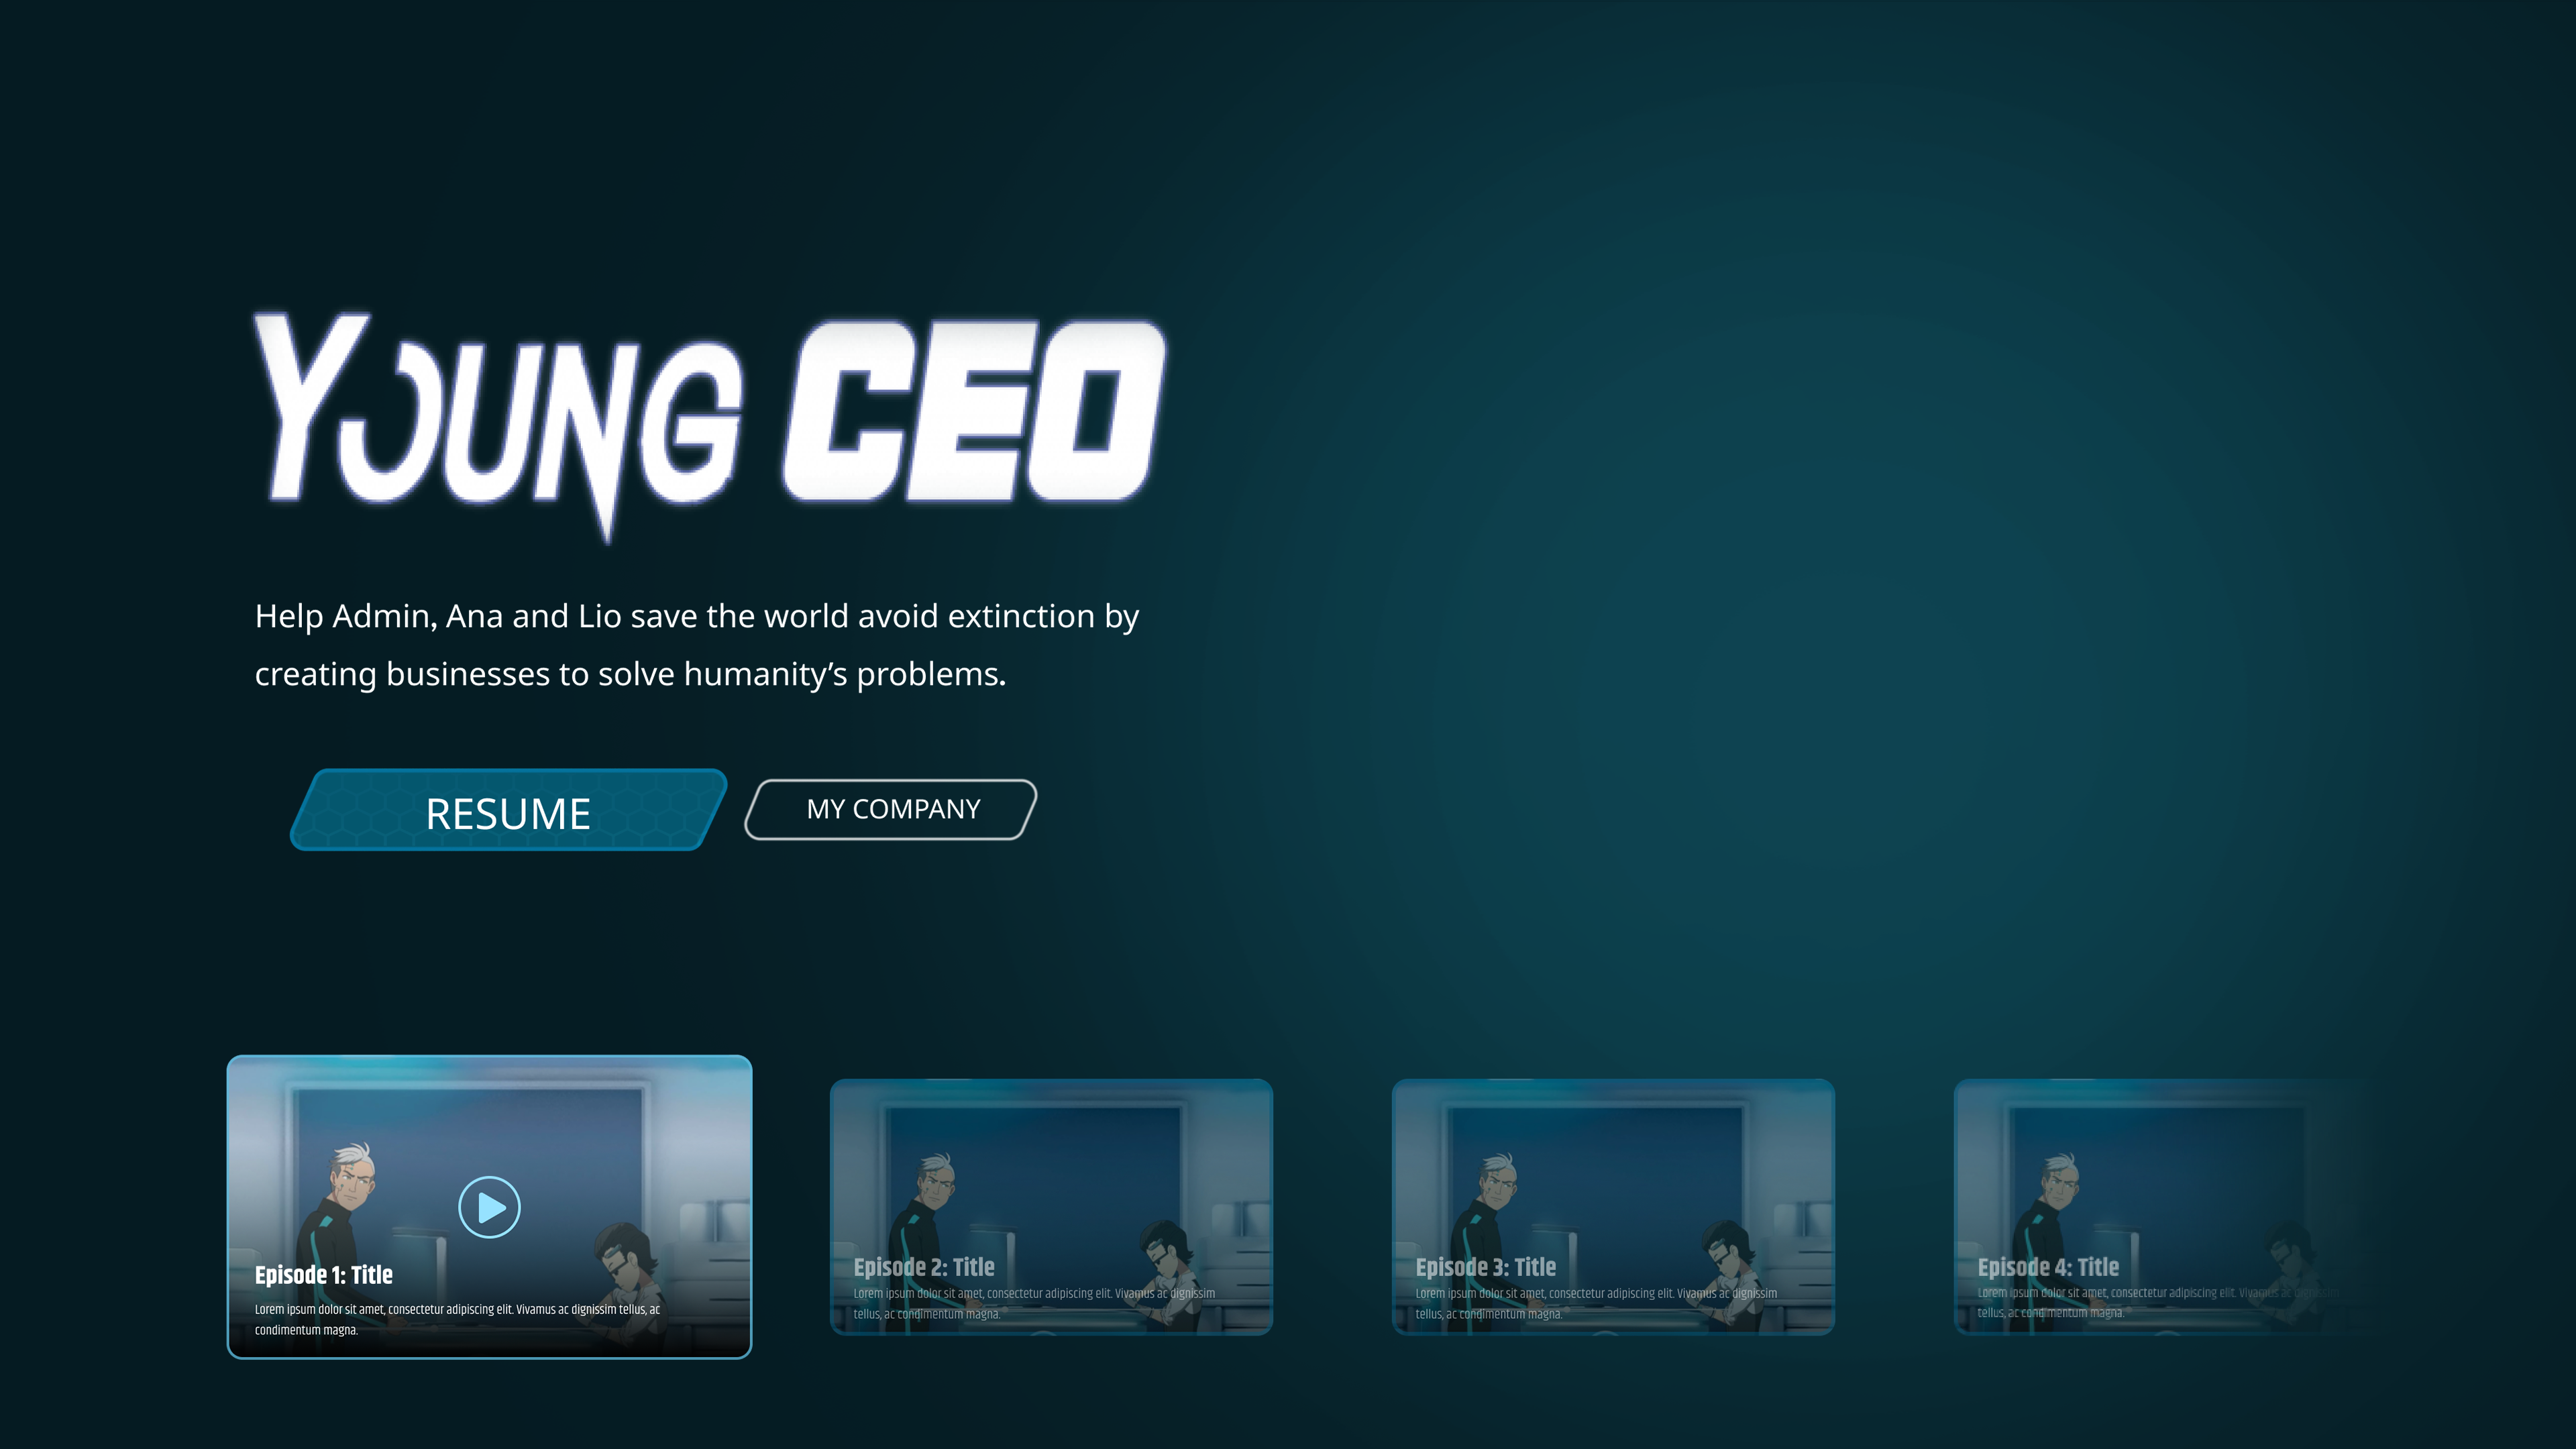 YOUNG CEO
Help Admin, Ana and Lio save the world avoid extinction by
creating businesses to solve humanity’s problems.
RESUME
MY COMPANY
Episode 1: Title
Lorem ipsum dolor sit amet, consectetur adipiscing elit. Vivamus ac dignissim tellus, ac
condimentum magna.
Episode 2: Title
Lorem ipsum dolor sit amet, consectetur adipiscing elit. Vivamus ac dignissim
tellus, ac condimentum magna.
Episode 3: Title
Lorem ipsum dolor sit amet, consectetur adipiscing elit. Vivamus ac dignissim
tellus, ac condimentum magna.
Episode 4: Title
Lorem ipsum dolor sit amet, consectetur adipiscing elit. Vivamus ac dignissim
tellus, ac condimentum magna.